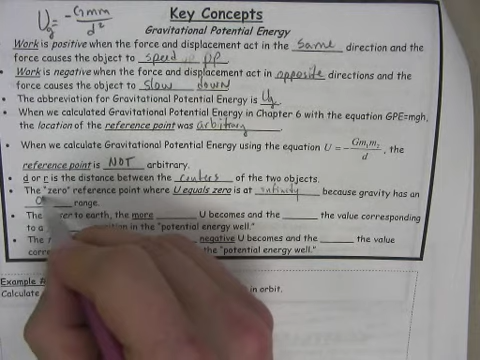 Ug = -Gmm/d²
Key Concepts
Gravitational Potential Energy
Work is positive when the force and displacement act in the same direction and the
force causes the object to speed up.
• Work is negative when the force and displacement act in opposite directions and the
force causes the object to slow down
• The abbreviation for Gravitational Potential Energy is Ug.
• When we calculated Gravitational Potential Energy in Chapter 6 with the equation GPE=mgh,
the location of the reference point was arbitrary.
• When we calculate Gravitational Potential Energy using the equation U = -Gm₁m₂/d, the
reference point is NOT arbitrary.
• d or r is the distance between the centers of the two objects.
• The "zero" reference point where U equals zero is at infinity because gravity has an
range.
• The to earth, the more U becomes and the the value corresponding
to a in the "potential energy well."
• The negative U becomes and the the value
the "potential energy well."
Example
Calculate in orbit.